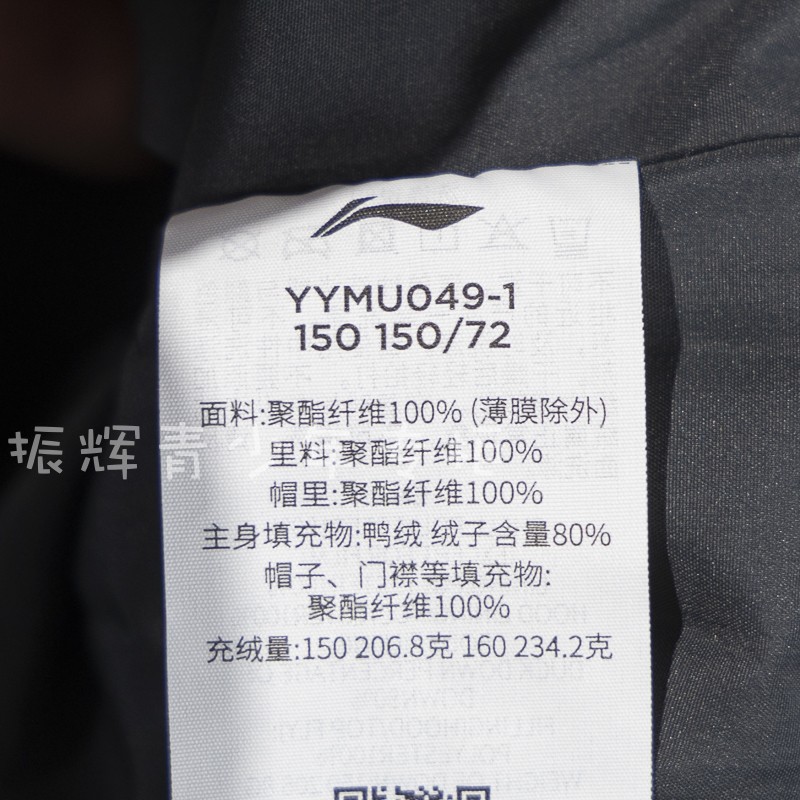 YYMU049-1
150 150/72
面料:聚酯纤维100% (薄膜除外)
里料:聚酯纤维100%
帽里:聚酯纤维100%
主身填充物:鸭绒 绒子含量80%
帽子、门襟等填充物:
聚酯纤维100%
充绒量:150 206.8克 160 234.2克
振辉青少